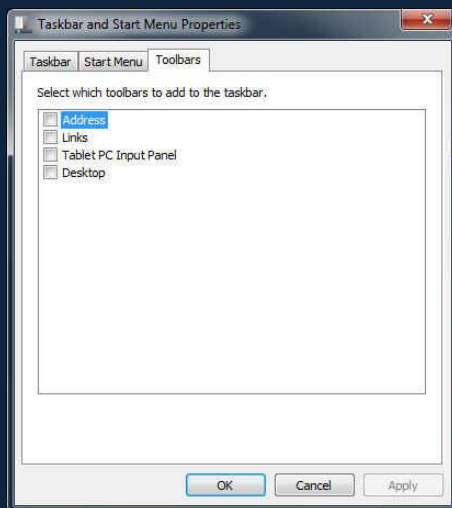 Taskbar and Start Menu Properties
Taskbar Start Menu Toolbars
Select which toolbars to add to the taskbar.
Address
Links
Tablet PC Input Panel
Desktop
OK Cancel Apply